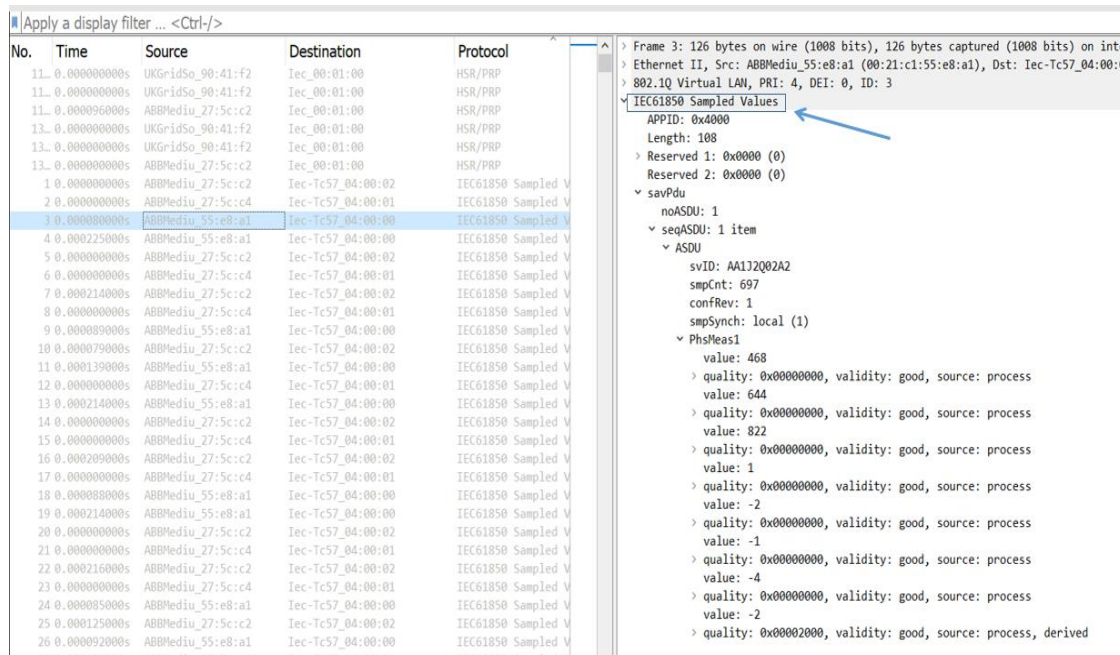 Apply a display filter ... <Ctrl-/>
No. Time Source Destination Protocol
11... 0.000000000s UKGridSo_90:41:f2 Iec_00:01:00 HSR/PRP
11... 0.000000000s UKGridSo_90:41:f2 Iec_00:01:00 HSR/PRP
11... 0.000096000s ABBMediu_27:5c:c2 Iec_00:01:00 HSR/PRP
13... 0.000000000s UKGridSo_90:41:f2 Iec_00:01:00 HSR/PRP
13... 0.000000000s UKGridSo_90:41:f2 Iec_00:01:00 HSR/PRP
13... 0.000000000s ABBMediu_27:5c:c2 Iec_00:01:00 HSR/PRP
1 0.000000000s ABBMediu_27:5c:c2 Iec-Tc57_04:00:02 IEC61850 Sampled V
2 0.000000000s ABBMediu_27:5c:c4 Iec-Tc57_04:00:01 IEC61850 Sampled V
3 0.000080000s ABBMediu_55:e8:a1 Iec-Tc57_04:00:00 IEC61850 Sampled V
4 0.000225000s ABBMediu_55:e8:a1 Iec-Tc57_04:00:00 IEC61850 Sampled V
5 0.000000000s ABBMediu_27:5c:c2 Iec-Tc57_04:00:02 IEC61850 Sampled V
6 0.000000000s ABBMediu_27:5c:c4 Iec-Tc57_04:00:01 IEC61850 Sampled V
7 0.000214000s ABBMediu_27:5c:c2 Iec-Tc57_04:00:02 IEC61850 Sampled V
8 0.000000000s ABBMediu_27:5c:c4 Iec-Tc57_04:00:01 IEC61850 Sampled V
9 0.000089000s ABBMediu_55:e8:a1 Iec-Tc57_04:00:00 IEC61850 Sampled V
10 0.000079000s ABBMediu_27:5c:c2 Iec-Tc57_04:00:02 IEC61850 Sampled V
11 0.000139000s ABBMediu_55:e8:a1 Iec-Tc57_04:00:00 IEC61850 Sampled V
12 0.000000000s ABBMediu_27:5c:c4 Iec-Tc57_04:00:01 IEC61850 Sampled V
13 0.000214000s ABBMediu_55:e8:a1 Iec-Tc57_04:00:00 IEC61850 Sampled V
14 0.000000000s ABBMediu_27:5c:c2 Iec-Tc57_04:00:02 IEC61850 Sampled V
15 0.000000000s ABBMediu_27:5c:c4 Iec-Tc57_04:00:01 IEC61850 Sampled V
16 0.000209000s ABBMediu_27:5c:c2 Iec-Tc57_04:00:02 IEC61850 Sampled V
17 0.000000000s ABBMediu_27:5c:c4 Iec-Tc57_04:00:01 IEC61850 Sampled V
18 0.000088000s ABBMediu_55:e8:a1 Iec-Tc57_04:00:00 IEC61850 Sampled V
19 0.000214000s ABBMediu_55:e8:a1 Iec-Tc57_04:00:00 IEC61850 Sampled V
20 0.000000000s ABBMediu_27:5c:c2 Iec-Tc57_04:00:02 IEC61850 Sampled V
21 0.000000000s ABBMediu_27:5c:c4 Iec-Tc57_04:00:01 IEC61850 Sampled V
22 0.000216000s ABBMediu_27:5c:c2 Iec-Tc57_04:00:02 IEC61850 Sampled V
23 0.000000000s ABBMediu_27:5c:c4 Iec-Tc57_04:00:01 IEC61850 Sampled V
24 0.000085000s ABBMediu_55:e8:a1 Iec-Tc57_04:00:00 IEC61850 Sampled V
25 0.000125000s ABBMediu_27:5c:c2 Iec-Tc57_04:00:02 IEC61850 Sampled V
26 0.000092000s ABBMediu_55:e8:a1 Iec-Tc57_04:00:00 IEC61850 Sampled V
Frame 3: 126 bytes on wire (1008 bits), 126 bytes captured (1008 bits) on int
Ethernet II, Src: ABBMediu_55:e8:a1 (00:21:c1:55:e8:a1), Dst: Iec-Tc57_04:00:
802.1Q Virtual LAN, PRI: 4, DEI: 0, ID: 3
IEC61850 Sampled Values
APPID: 0x4000
Length: 108
Reserved 1: 0x0000 (0)
Reserved 2: 0x0000 (0)
savPdu
noASDU: 1
seqASDU: 1 item
ASDU
svID: AA1J2Q02A2
smpCnt: 697
confRev: 1
smpSynch: local (1)
PhsMeas1
value: 468
quality: 0x00000000, validity: good, source: process
value: 644
quality: 0x00000000, validity: good, source: process
value: 822
quality: 0x00000000, validity: good, source: process
value: 1
quality: 0x00000000, validity: good, source: process
value: -2
quality: 0x00000000, validity: good, source: process
value: -1
quality: 0x00000000, validity: good, source: process
value: -4
quality: 0x00000000, validity: good, source: process
value: -2
quality: 0x00002000, validity: good, source: process, derived